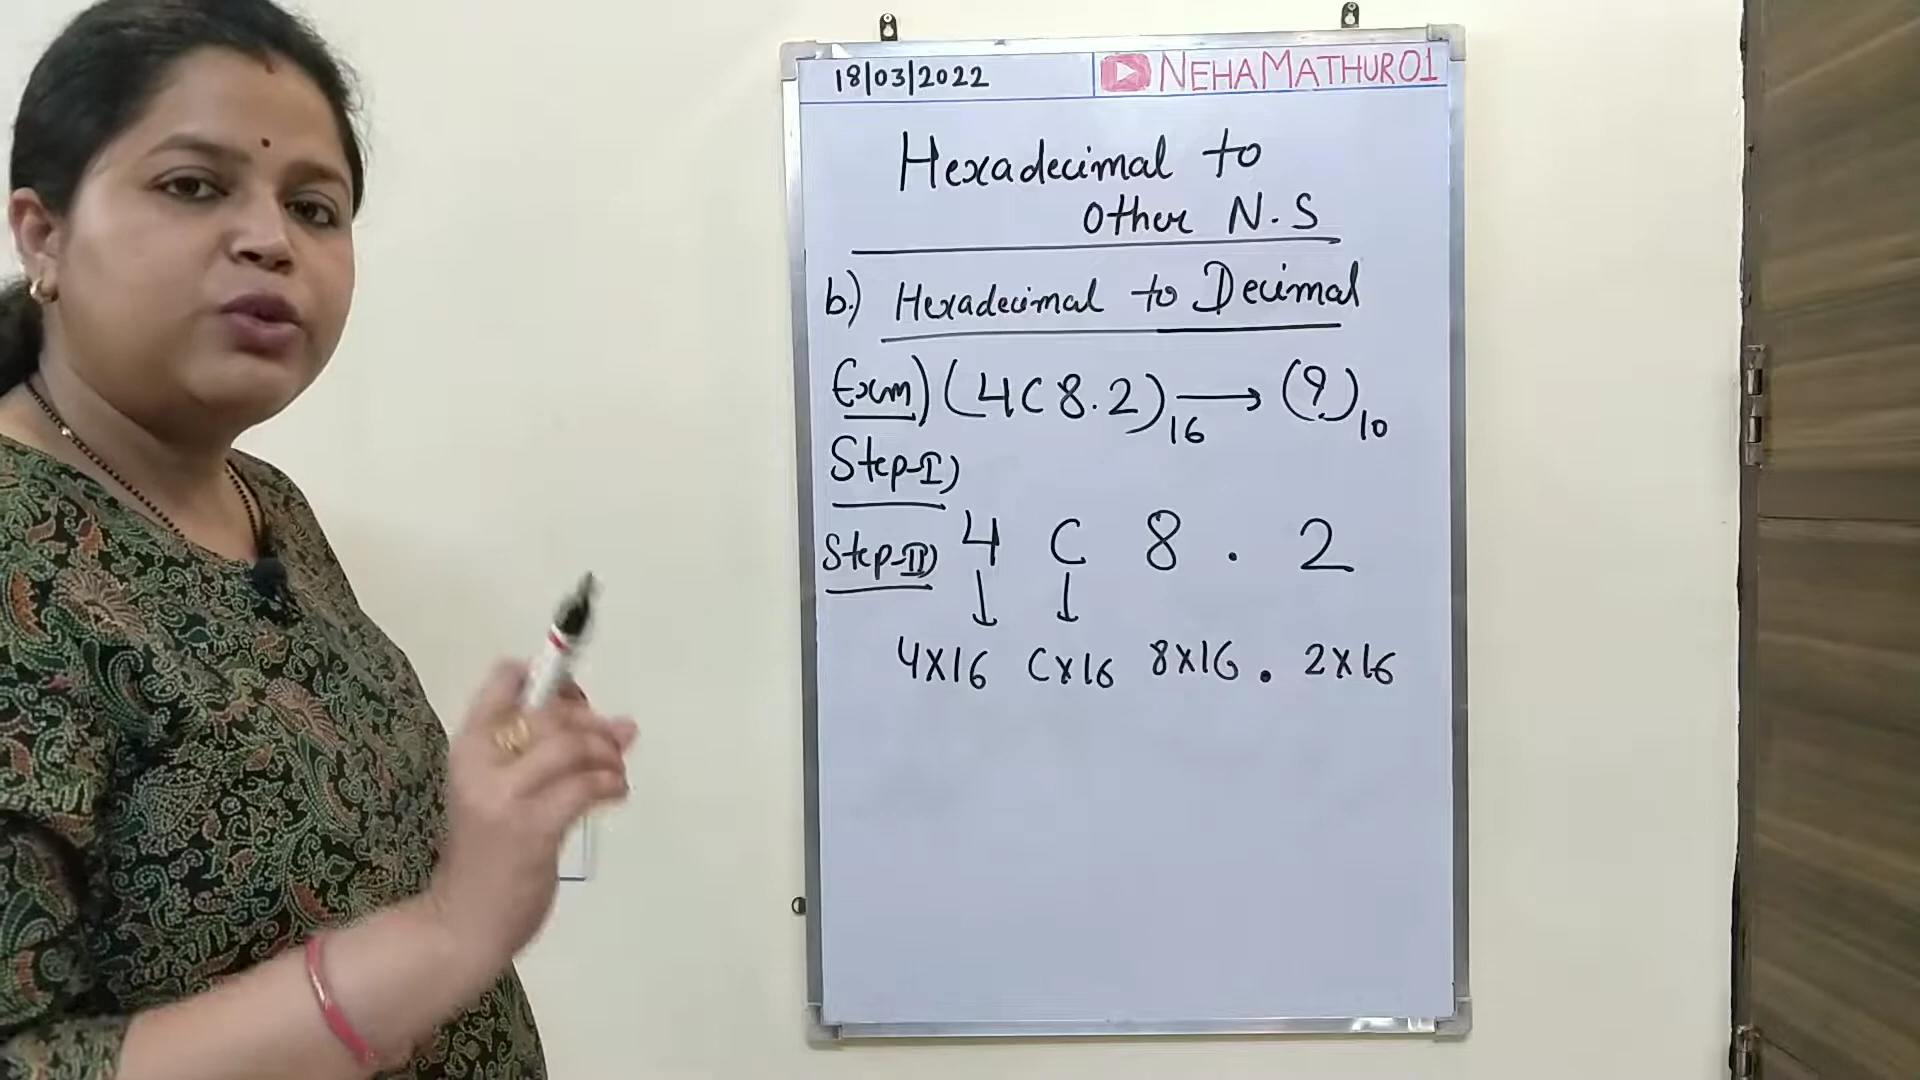 18/03/2022 NEHAMATHUR01
Hexadecimal to
Other N.S
b.) Hexadecimal to Decimal
Exm) (4C8.2)16 → (?)10
Step-I)
Step-II) 4 C 8 . 2
4x16 Cx16 8x16 . 2x16